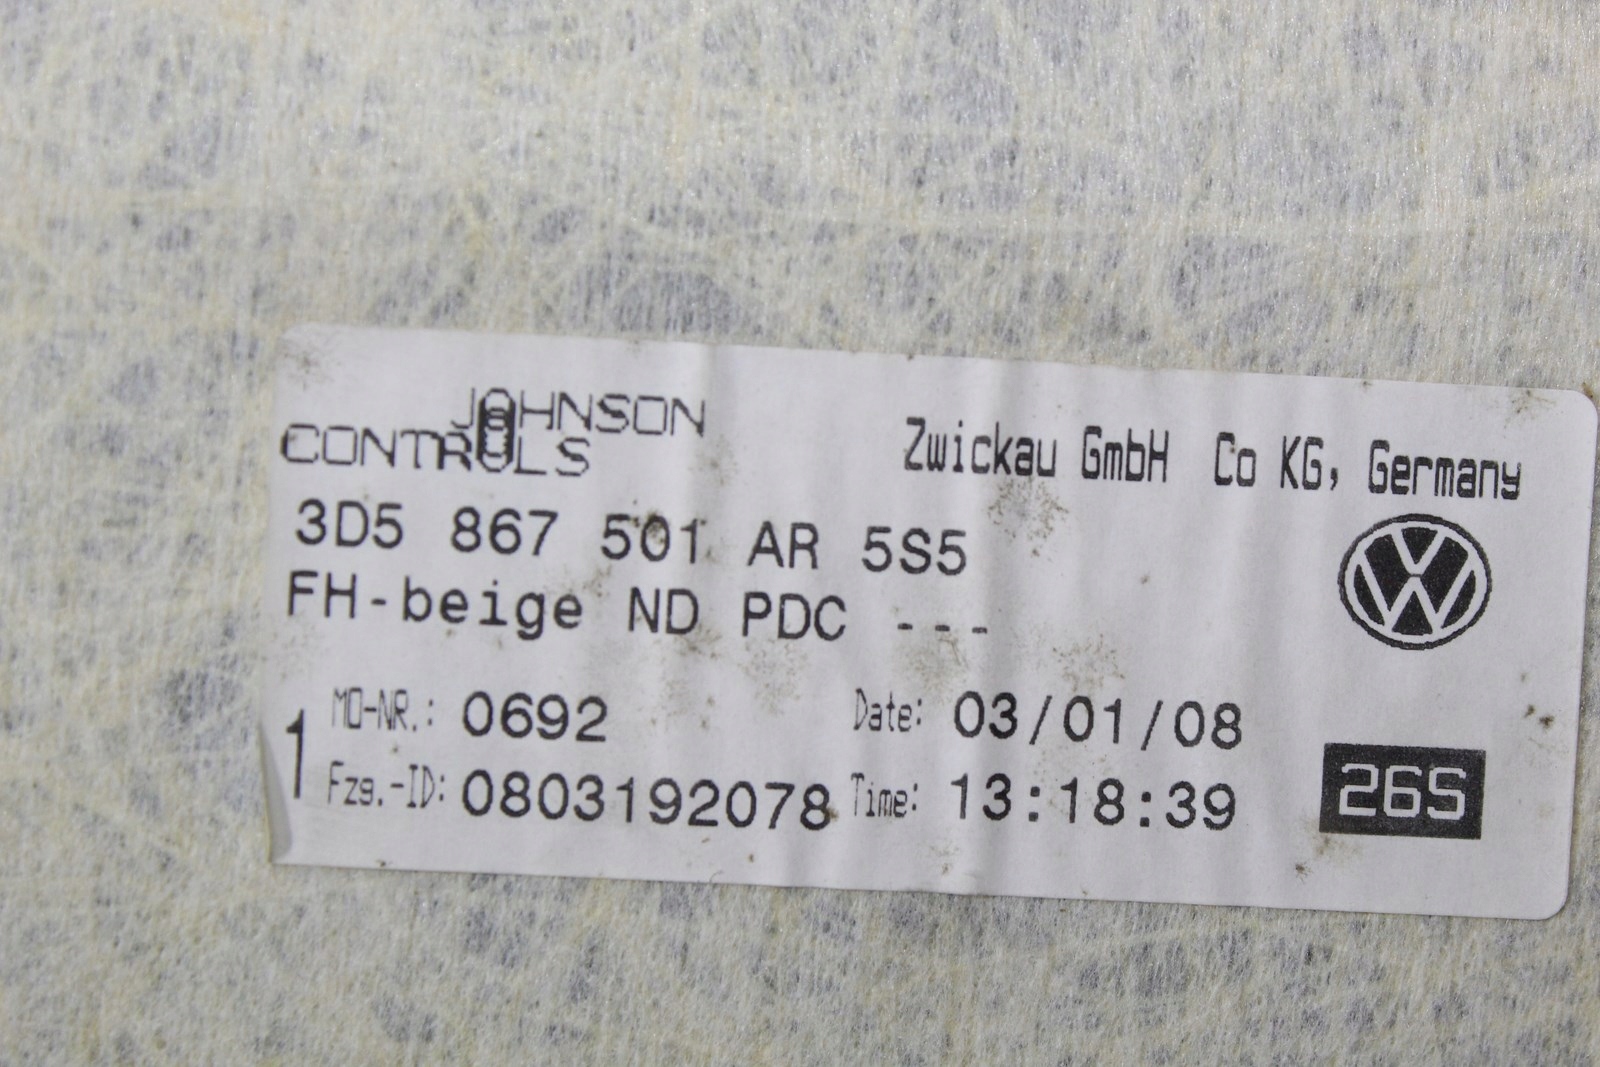 JOHNSON
CONTROLS
Zwickau GmbH Co KG, Germany
3D5 867 501 AR 5S5
FH-beige ND PDC ---
1
MO-NR.: 0692 Date: 03/01/08
Fzg.-ID: 0803192078 Time: 13:18:39
26S